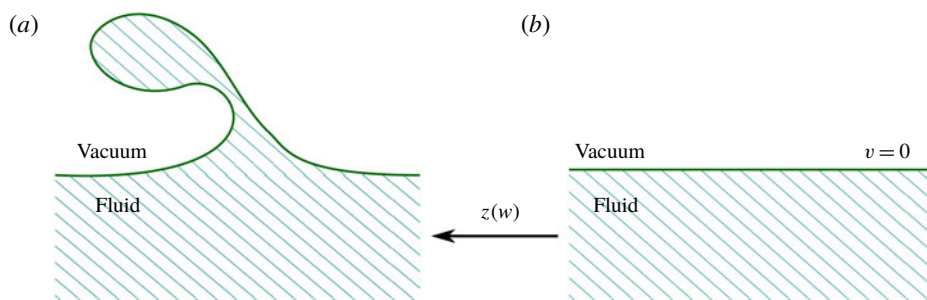 (a)
(b)
Vacuum
Fluid
z(w)
Vacuum
v = 0
Fluid